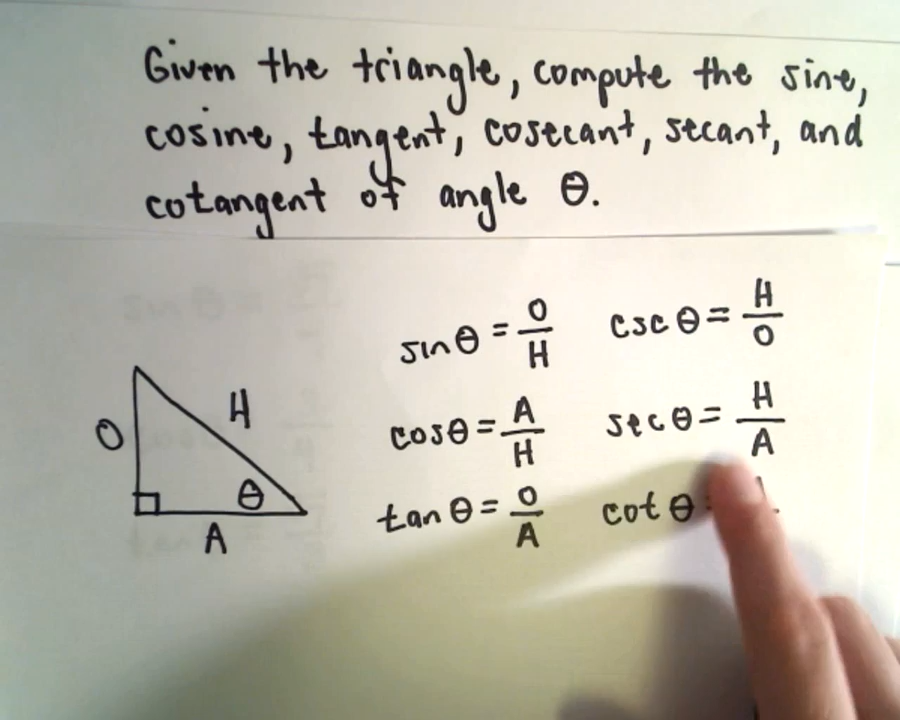 Given the triangle, compute the sine,
cosine, tangent, cosecant, secant, and
cotangent of angle θ.
sin θ = O/H
csc θ = H/O
cos θ = A/H
sec θ = H/A
tan θ = O/A
cot θ
O
H
θ
A